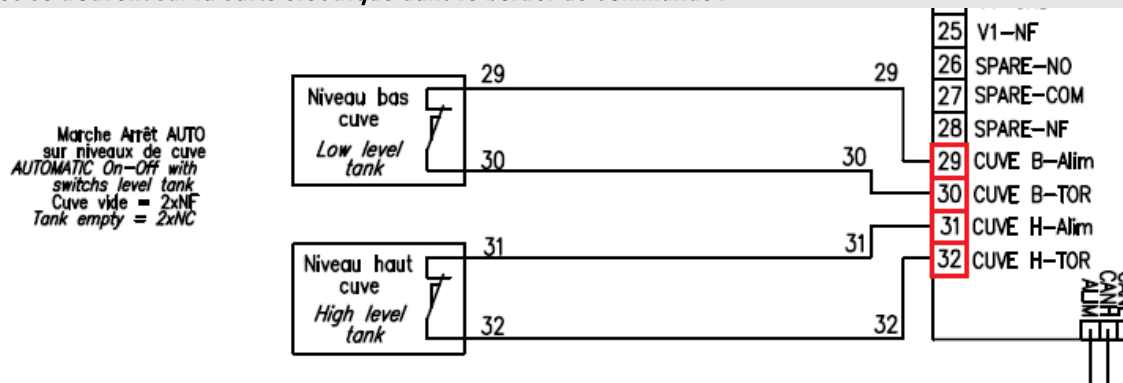 25 V1-NF
26 SPARE-NO
27 SPARE-COM
28 SPARE-NF
29 CUVE B-Alim
30 CUVE B-TOR
31 CUVE H-Alim
32 CUVE H-TOR
Marche Arrêt AUTO
sur niveaux de cuve
AUTOMATIC On-Off with
switchs level tank
Cuve vide = 2xNF
Tank empty = 2xNC
Niveau bas
cuve
Low level
tank
29 29
30 30
Niveau haut
cuve
High level
tank
31 31
32 32
ALIM
CANH